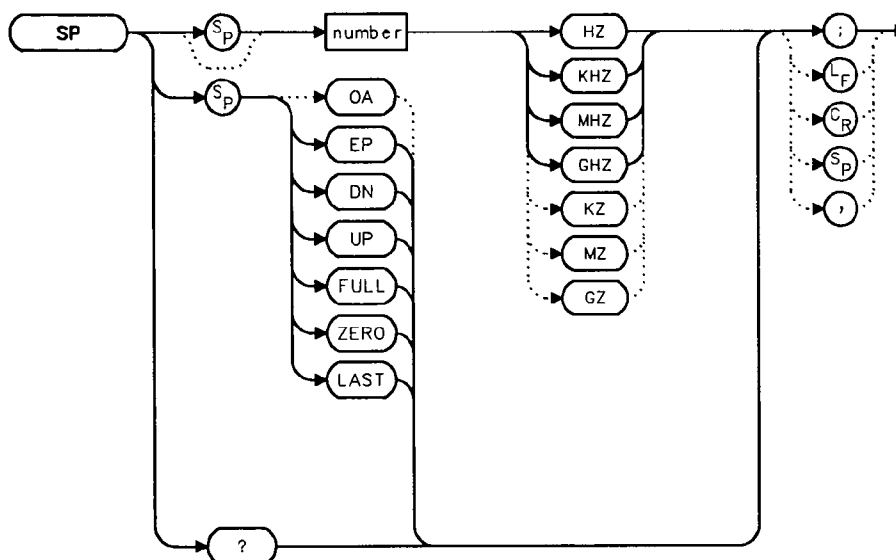 SP SP number HZ ;
SP OA KHZ LF
EP MHZ CR
DN GHZ SP
UP KZ ,
FULL MZ
ZERO GZ
LAST
?